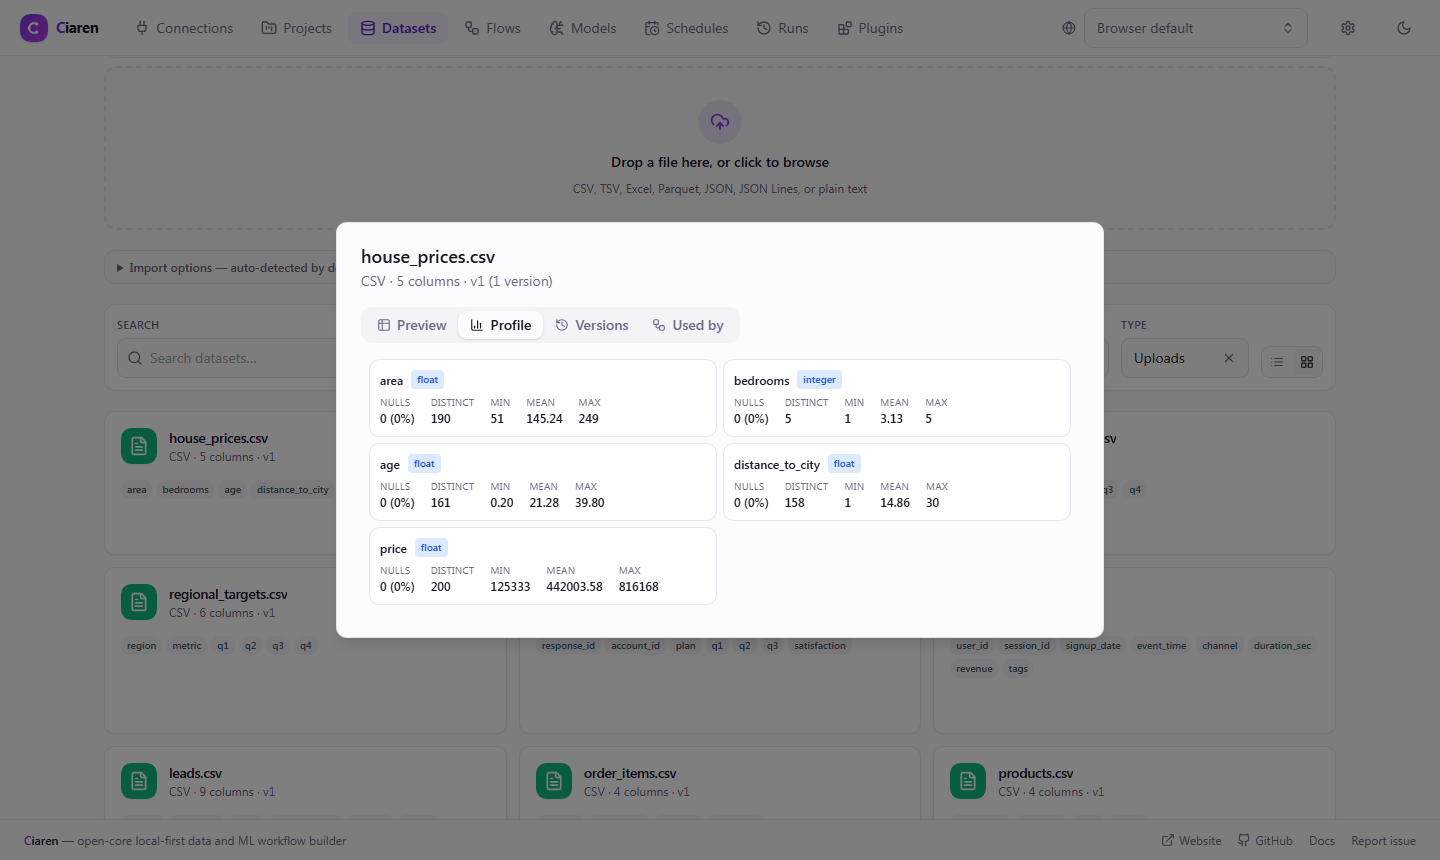 C Ciaren Connections Projects Datasets Flows Models Schedules Runs Plugins Browser default
Drop a file here, or click to browse
CSV, TSV, Excel, Parquet, JSON, JSON Lines, or plain text
Import options — auto-detected by
SEARCH
Search datasets...
TYPE
Uploads
house_prices.csv
CSV · 5 columns · v1 (1 version)
Preview Profile Versions Used by
area float
NULLS DISTINCT MIN MEAN MAX
0 (0%) 190 51 145.24 249
bedrooms integer
NULLS DISTINCT MIN MEAN MAX
0 (0%) 5 1 3.13 5
age float
NULLS DISTINCT MIN MEAN MAX
0 (0%) 161 0.20 21.28 39.80
distance_to_city float
NULLS DISTINCT MIN MEAN MAX
0 (0%) 158 1 14.86 30
price float
NULLS DISTINCT MIN MEAN MAX
0 (0%) 200 125333 442003.58 816168
house_prices.csv
CSV · 5 columns · v1
area bedrooms age distance_to_city
q4
regional_targets.csv
CSV · 6 columns · v1
region metric q1 q2 q3 q4
response_id account_id plan q1 q2 q3 satisfaction
user_id session_id signup_date event_time channel duration_sec
revenue tags
leads.csv
CSV · 9 columns · v1
order_items.csv
CSV · 4 columns · v1
products.csv
CSV · 4 columns · v1
Ciaren — open-core local-first data and ML workflow builder
Website GitHub Docs Report issue